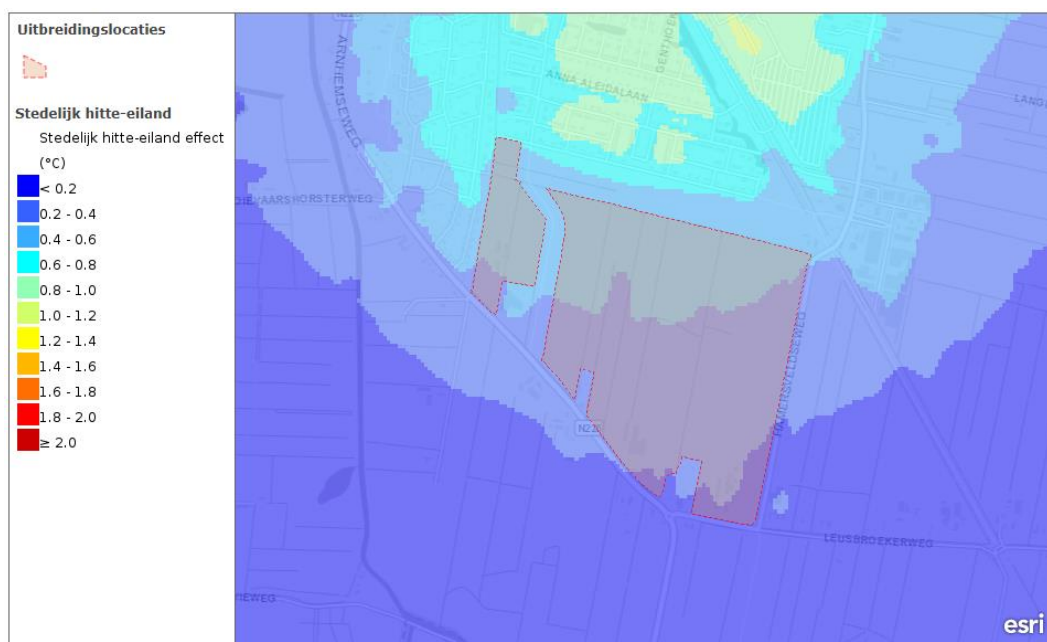 Uitbreidingslocaties
Stedelijk hitte-eiland
Stedelijk hitte-eiland effect
(°C)
< 0.2
0.2 - 0.4
0.4 - 0.6
0.6 - 0.8
0.8 - 1.0
1.0 - 1.2
1.2 - 1.4
1.4 - 1.6
1.6 - 1.8
1.8 - 2.0
≥ 2.0
ARNHEMSEWEG
ANNA ALEIDALAAN
HAMERSVELDSEWEG
LEUSBROEKERWEG
esri